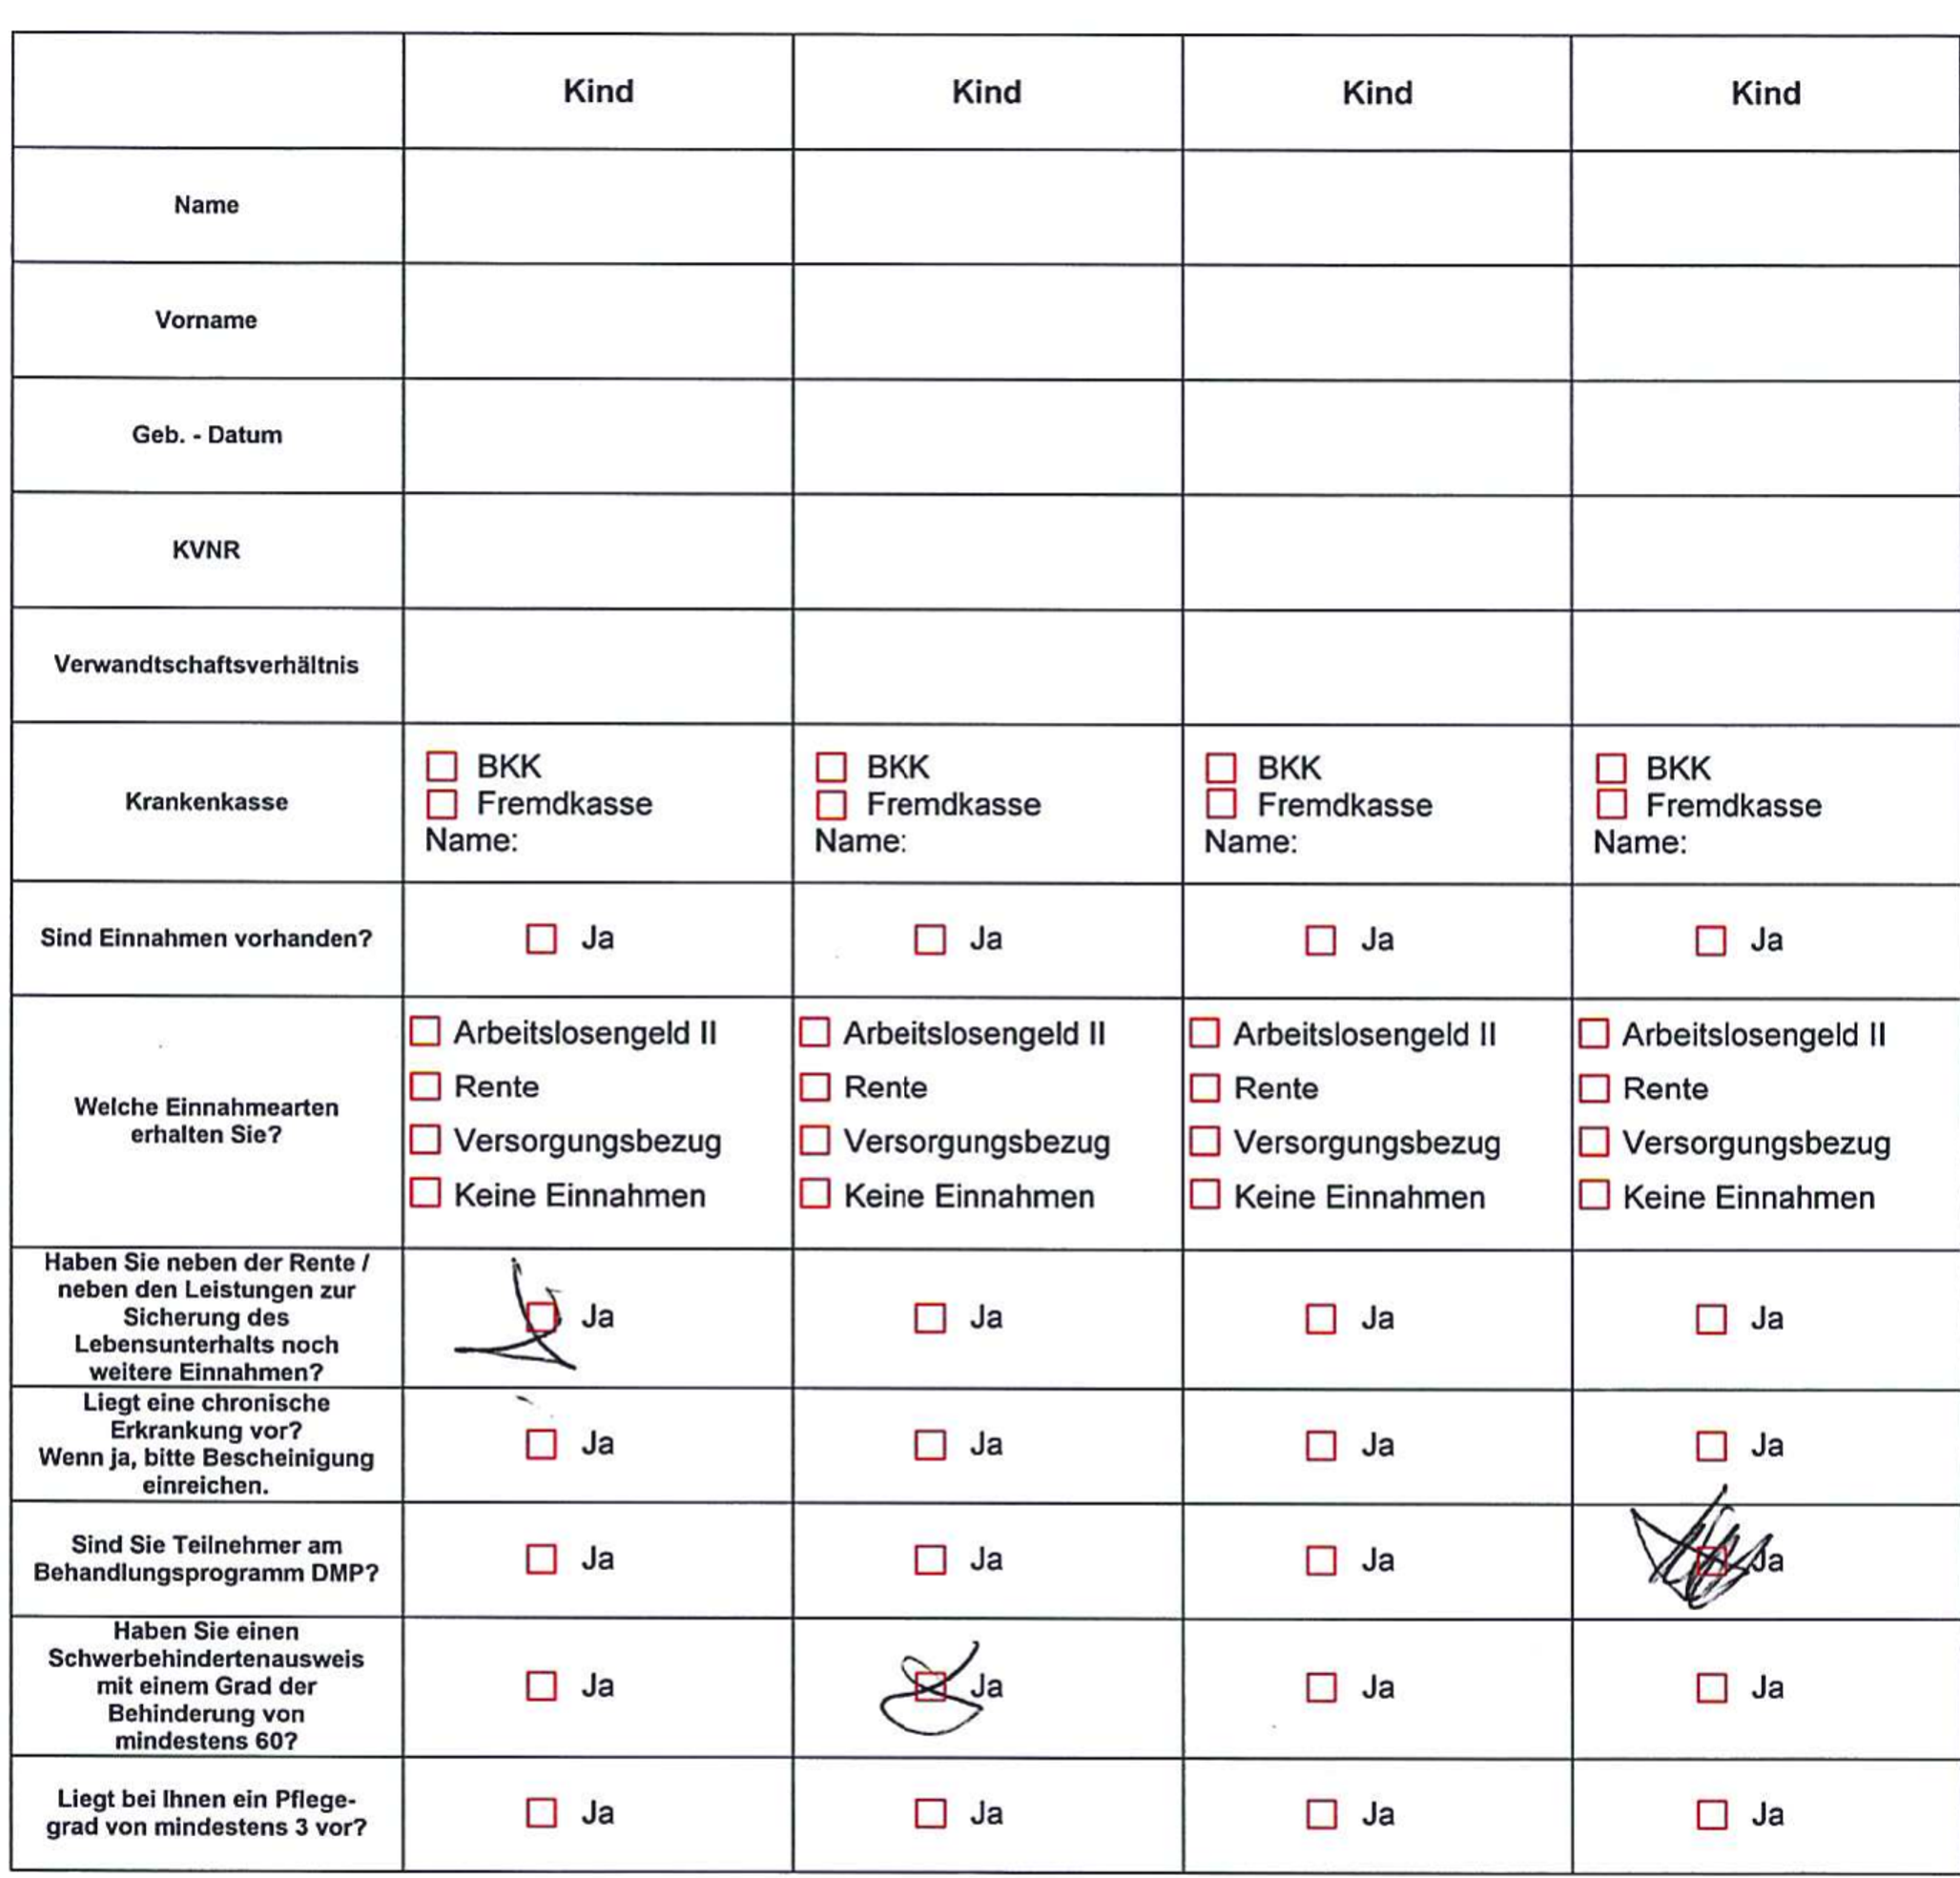 Kind Kind Kind Kind
Name
Vorname
Geb. - Datum
KVNR
Verwandtschaftsverhältnis
Krankenkasse
BKK
Fremdkasse
Name:
BKK
Fremdkasse
Name:
BKK
Fremdkasse
Name:
BKK
Fremdkasse
Name:
Sind Einnahmen vorhanden? Ja Ja Ja Ja
Welche Einnahmearten
erhalten Sie?
Arbeitslosengeld II
Rente
Versorgungsbezug
Keine Einnahmen
Arbeitslosengeld II
Rente
Versorgungsbezug
Keine Einnahmen
Arbeitslosengeld II
Rente
Versorgungsbezug
Keine Einnahmen
Arbeitslosengeld II
Rente
Versorgungsbezug
Keine Einnahmen
Haben Sie neben der Rente /
neben den Leistungen zur
Sicherung des
Lebensunterhalts noch
weitere Einnahmen?
Ja Ja Ja Ja
Liegt eine chronische
Erkrankung vor?
Wenn ja, bitte Bescheinigung
einreichen.
Ja Ja Ja Ja
Sind Sie Teilnehmer am
Behandlungsprogramm DMP?
Ja Ja Ja Ja
Haben Sie einen
Schwerbehindertenausweis
mit einem Grad der
Behinderung von
mindestens 60?
Ja Ja Ja Ja
Liegt bei Ihnen ein Pflege-
grad von mindestens 3 vor?
Ja Ja Ja Ja